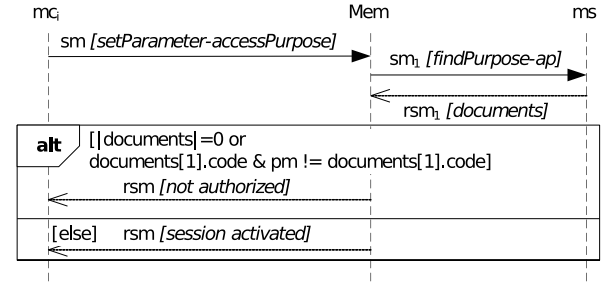 mcᵢ Mem ms
sm [setParameter-accessPurpose]
sm₁ [findPurpose-ap]
rsm₁ [documents]
alt [|documents|=0 or
documents[1].code & pm != documents[1].code]
rsm [not authorized]
[else] rsm [session activated]